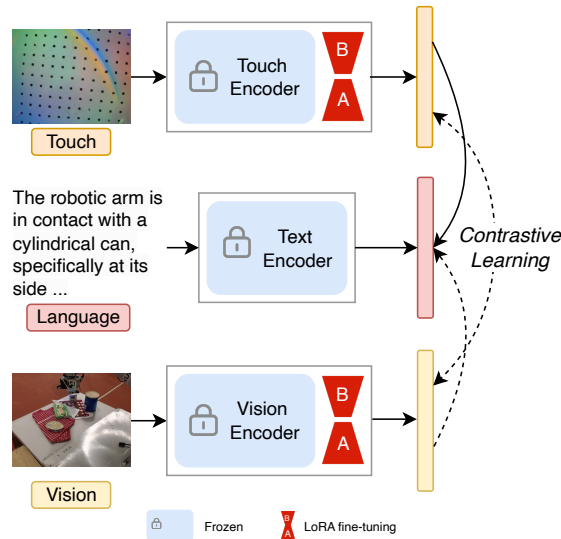 Touch
Touch
Encoder
B
A
The robotic arm is
in contact with a
cylindrical can,
specifically at its
side ...
Language
Text
Encoder
Contrastive
Learning
Vision
Vision
Encoder
B
A
Frozen
B
A
LoRA fine-tuning